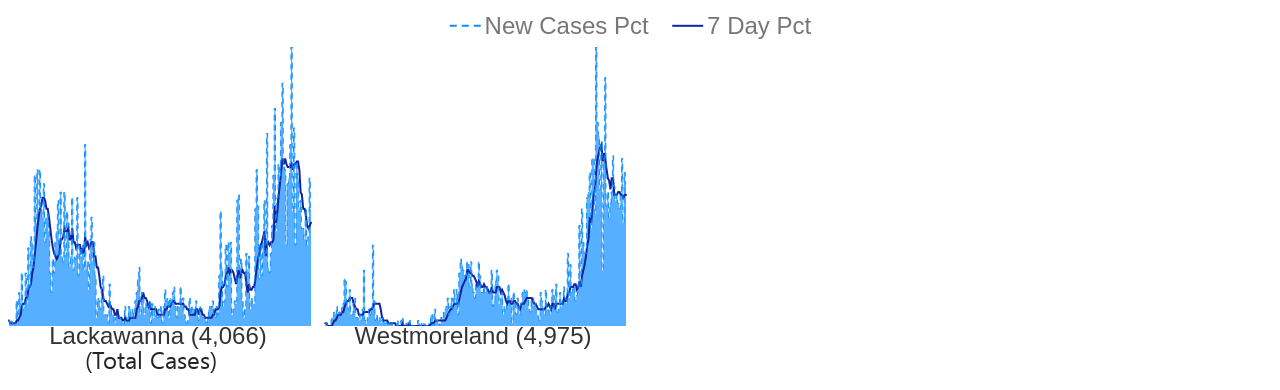 New Cases Pct 7 Day Pct
Lackawanna (4,066) Westmoreland (4,975)
(Total Cases)